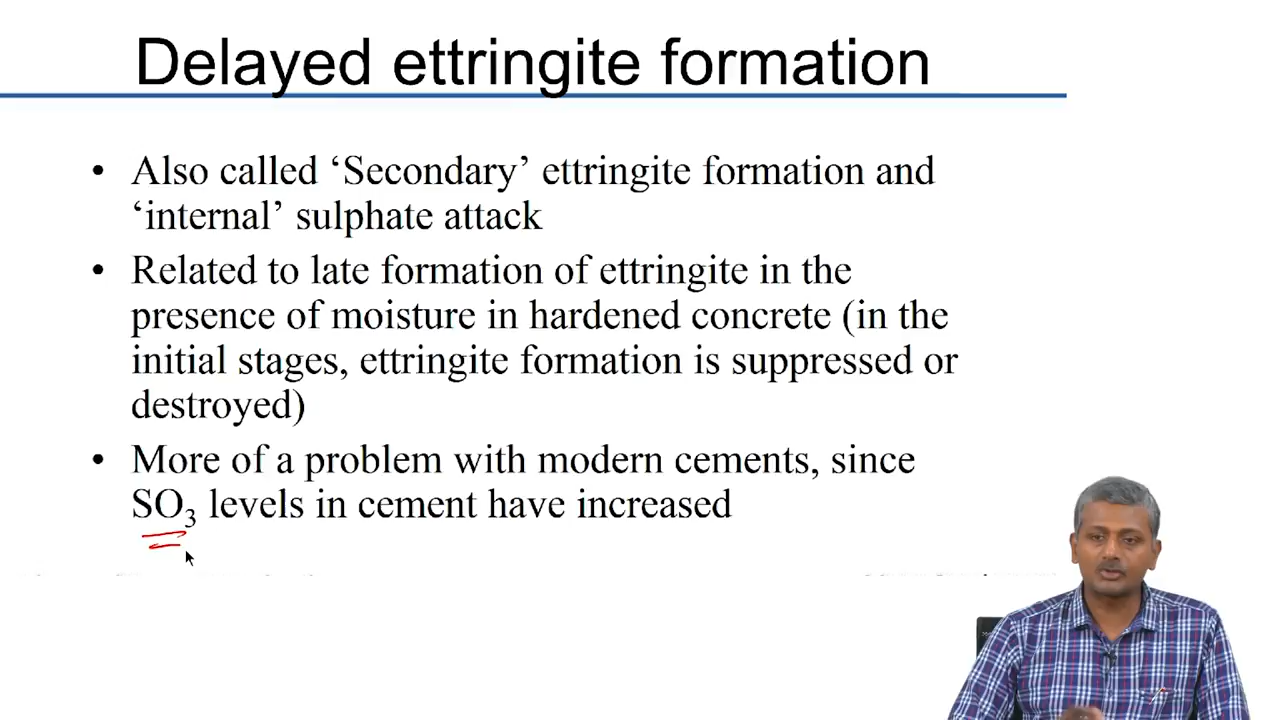 Delayed ettringite formation
• Also called ‘Secondary’ ettringite formation and
‘internal’ sulphate attack
• Related to late formation of ettringite in the
presence of moisture in hardened concrete (in the
initial stages, ettringite formation is suppressed or
destroyed)
• More of a problem with modern cements, since
SO₃ levels in cement have increased